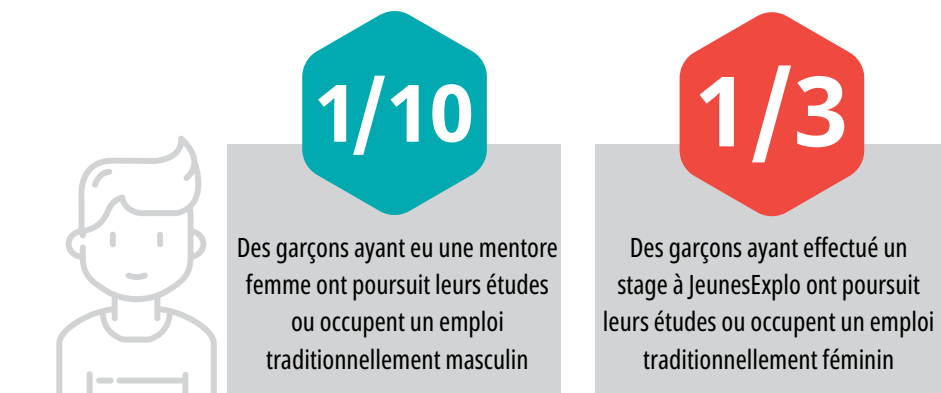 1/10
Des garçons ayant eu une mentore
femme ont poursuit leurs études
ou occupent un emploi
traditionnellement masculin
1/3
Des garçons ayant effectué un
stage à JeunesExplo ont poursuit
leurs études ou occupent un emploi
traditionnellement féminin